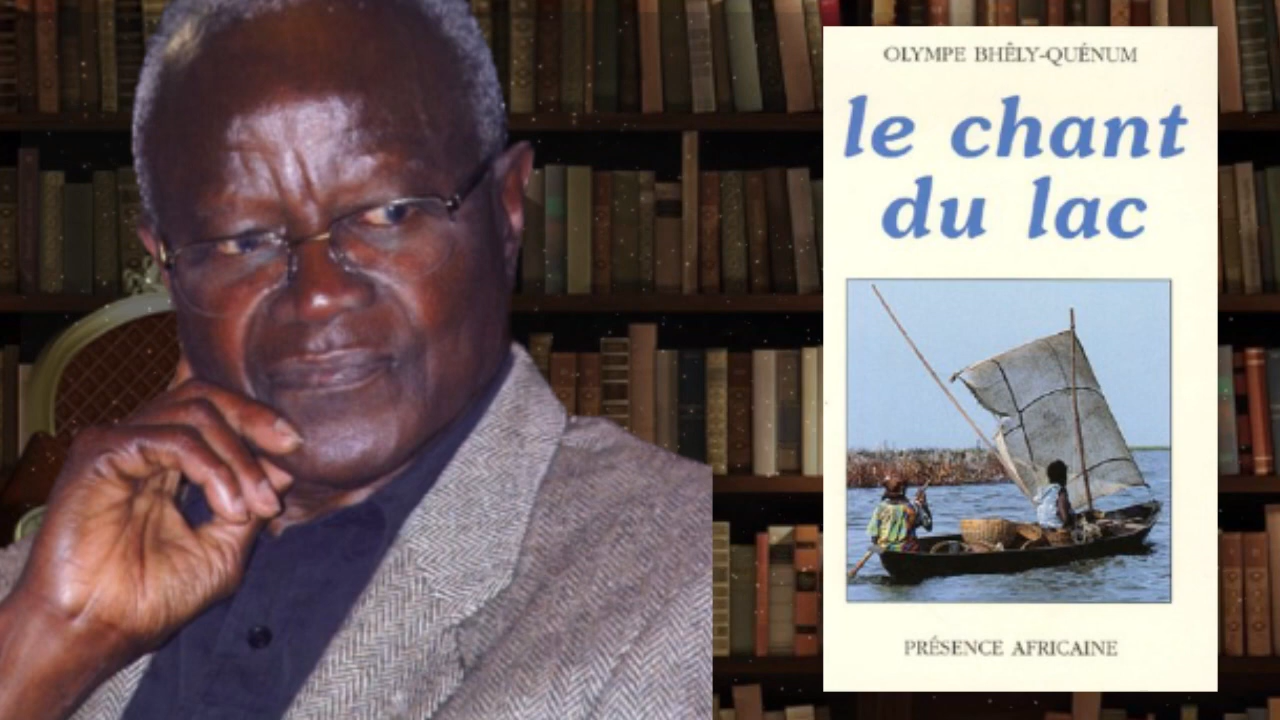 OLYMPE BHÊLY-QUÉNUM
le chant
du lac
PRÉSENCE AFRICAINE